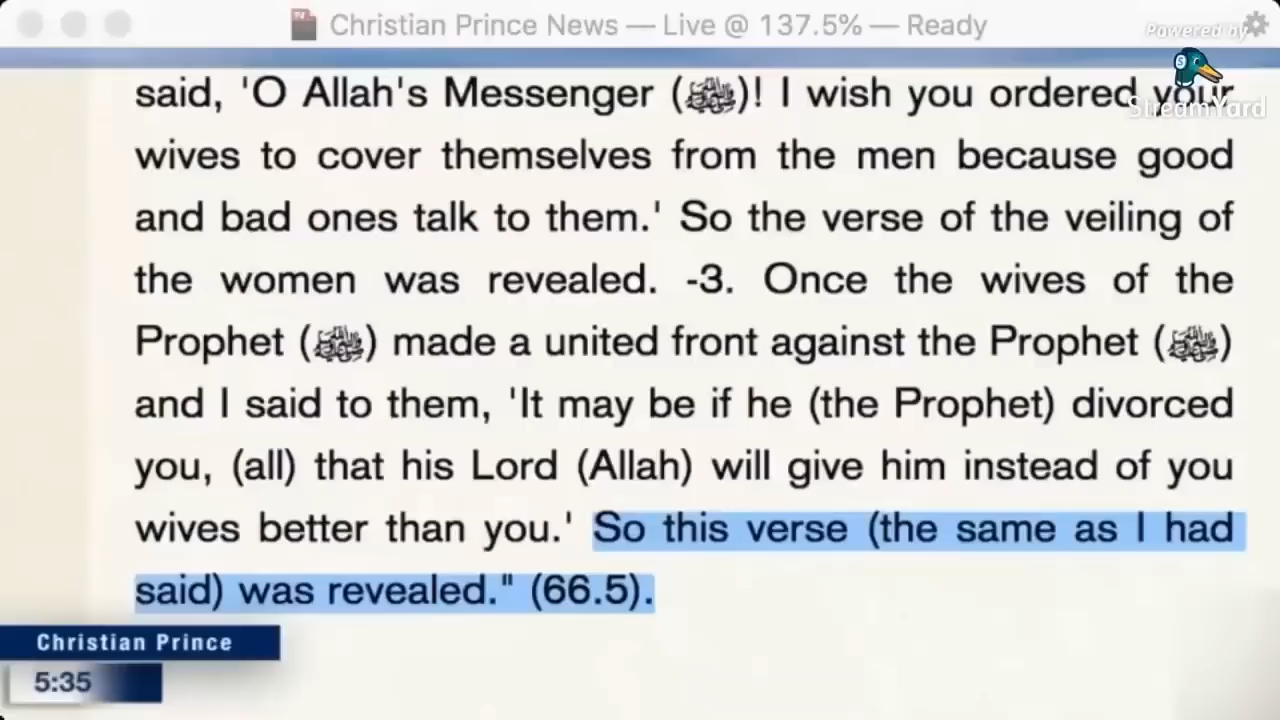 Christian Prince News — Live @ 137.5% — Ready
Powered by
StreamYard
said, 'O Allah's Messenger (ﷺ)! I wish you ordered your
wives to cover themselves from the men because good
and bad ones talk to them.' So the verse of the veiling of
the women was revealed. -3. Once the wives of the
Prophet (ﷺ) made a united front against the Prophet (ﷺ)
and I said to them, 'It may be if he (the Prophet) divorced
you, (all) that his Lord (Allah) will give him instead of you
wives better than you.' So this verse (the same as I had
said) was revealed." (66.5).
Christian Prince
5:35